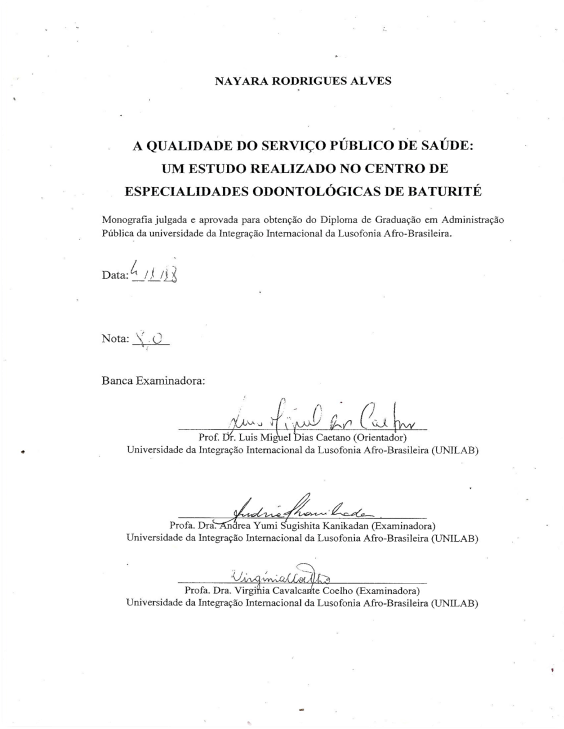 NAYARA RODRIGUES ALVES
A QUALIDADE DO SERVIÇO PÚBLICO DE SAÚDE:
UM ESTUDO REALIZADO NO CENTRO DE
ESPECIALIDADES ODONTOLÓGICAS DE BATURITÉ
Monografia julgada e aprovada para obtenção do Diploma de Graduação em Administração
Pública da universidade da Integração Internacional da Lusofonia Afro-Brasileira.
Data:
Nota:
Banca Examinadora:
Prof. Dr. Luis Miguel Dias Caetano (Orientador)
Universidade da Integração Internacional da Lusofonia Afro-Brasileira (UNILAB)
Profa. Dra. Andrea Yumi Sugishita Kanikadan (Examinadora)
Universidade da Integração Internacional da Lusofonia Afro-Brasileira (UNILAB)
Virginia Coelho
Profa. Dra. Virgínia Cavalcante Coelho (Examinadora)
Universidade da Integração Internacional da Lusofonia Afro-Brasileira (UNILAB)